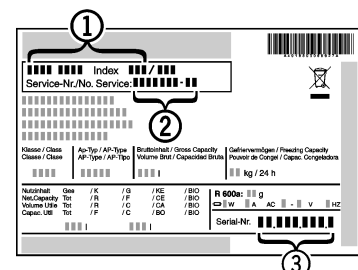 1
Index /
Service-Nr./No. Service: -
2
Klasse / Class
Classe / Clase
Ap-Typ / AP-Type
AP-Type / AP-Tipo
Bruttoinhalt / Gross Capacity
Volume Brut / Capacidad Bruta
Gefriervermögen / Freezing Capacity
Pouvoir de Congel / Capac. Congeladora
kg / 24 h
Nutzinhalt Ges / K / G / KE / BIO
Net.Capacity Tot / R / F / CE / BIO
Volume Utile Tot / R / C / CA / BIO
Capac. Util Tot / F / C / BO / BIO
l l
R 600a: g
W A AC - V HZ
Serial-Nr.
3